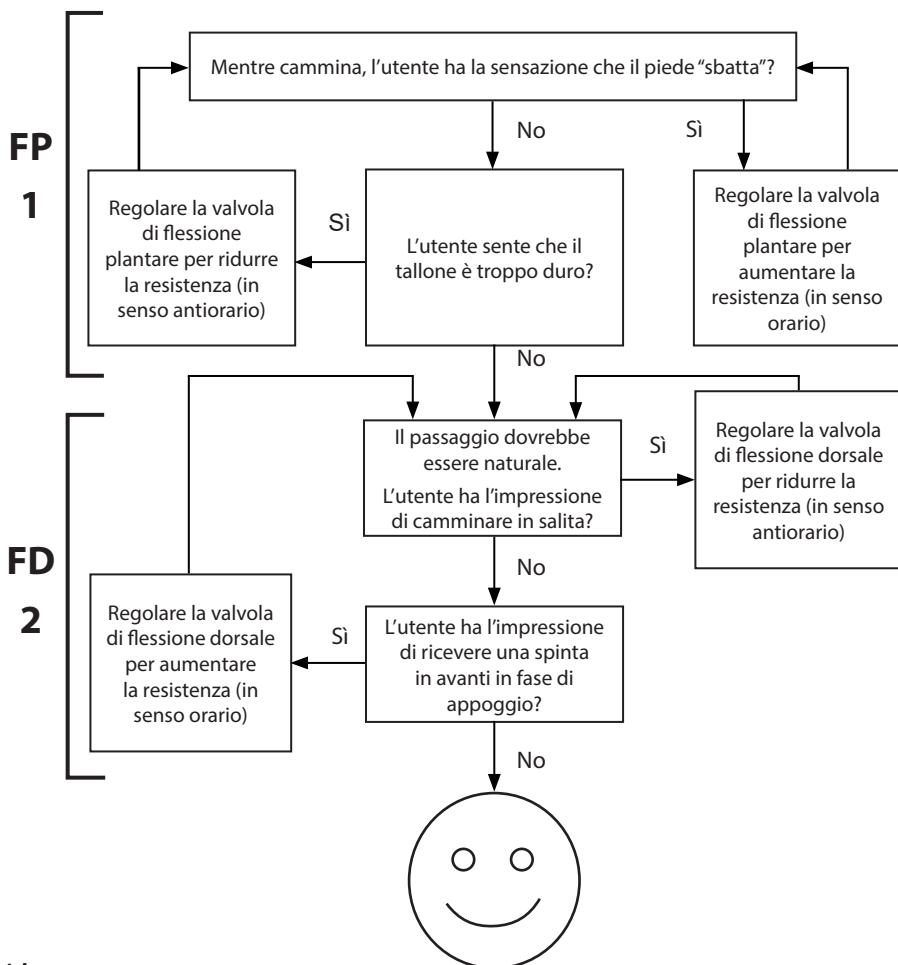 Mentre cammina, l'utente ha la sensazione che il piede “sbatta”?
No
Sì
FP
1
Regolare la valvola
di flessione
plantare per ridurre
la resistenza (in
senso antiorario)
Sì
L'utente sente che il
tallone è troppo duro?
Regolare la valvola
di flessione
plantare per
aumentare la
resistenza (in senso
orario)
No
Il passaggio dovrebbe
essere naturale.
L'utente ha l'impressione
di camminare in salita?
Sì
Regolare la valvola
di flessione dorsale
per ridurre la
resistenza (in senso
antiorario)
FD
2
No
Regolare la valvola
di flessione dorsale
per aumentare
la resistenza (in
senso orario)
Sì
L'utente ha l'impressione
di ricevere una spinta
in avanti in fase di
appoggio?
No